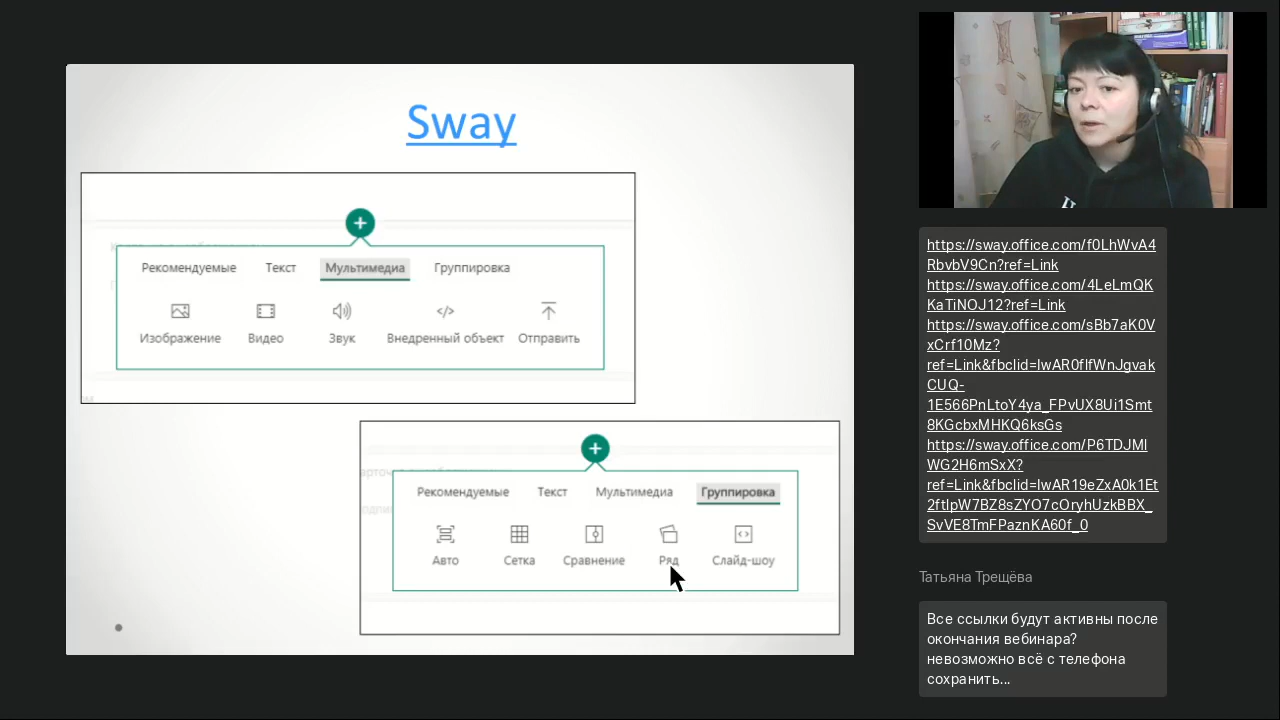 Sway
Рекомендуемые Текст Мультимедиа Группировка
Изображение Видео Звук Внедренный объект Отправить
Рекомендуемые Текст Мультимедиа Группировка
Авто Сетка Сравнение Ряд Слайд-шоу
https://sway.office.com/f0LhWvA4
RbvbV9Cn?ref=Link
https://sway.office.com/4LeLmQK
KaTiNOJ12?ref=Link
https://sway.office.com/sBb7aK0V
xCrf10Mz?
ref=Link&fbclid=IwAR0fIfWnJgvak
CUQ-
1E566PnLtoY4ya_FPvUX8Ui1Smt
8KGcbxMHKQ6ksGs
https://sway.office.com/P6TDJMl
WG2H6mSxX?
ref=Link&fbclid=IwAR19eZxA0k1Et
2ftlpW7BZ8sZYO7cOryhUzkBBX_
SvVE8TmFPaznKA60f_0
Татьяна Трещёва
Все ссылки будут активны после
окончания вебинара?
невозможно всё с телефона
сохранить...